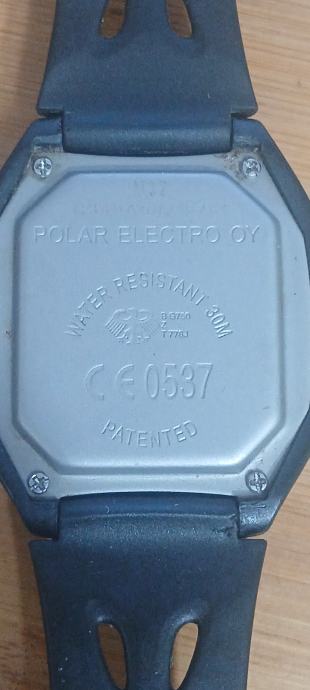 POLAR ELECTRO OY
WATER RESISTANT 30M
CE 0537
PATENTED